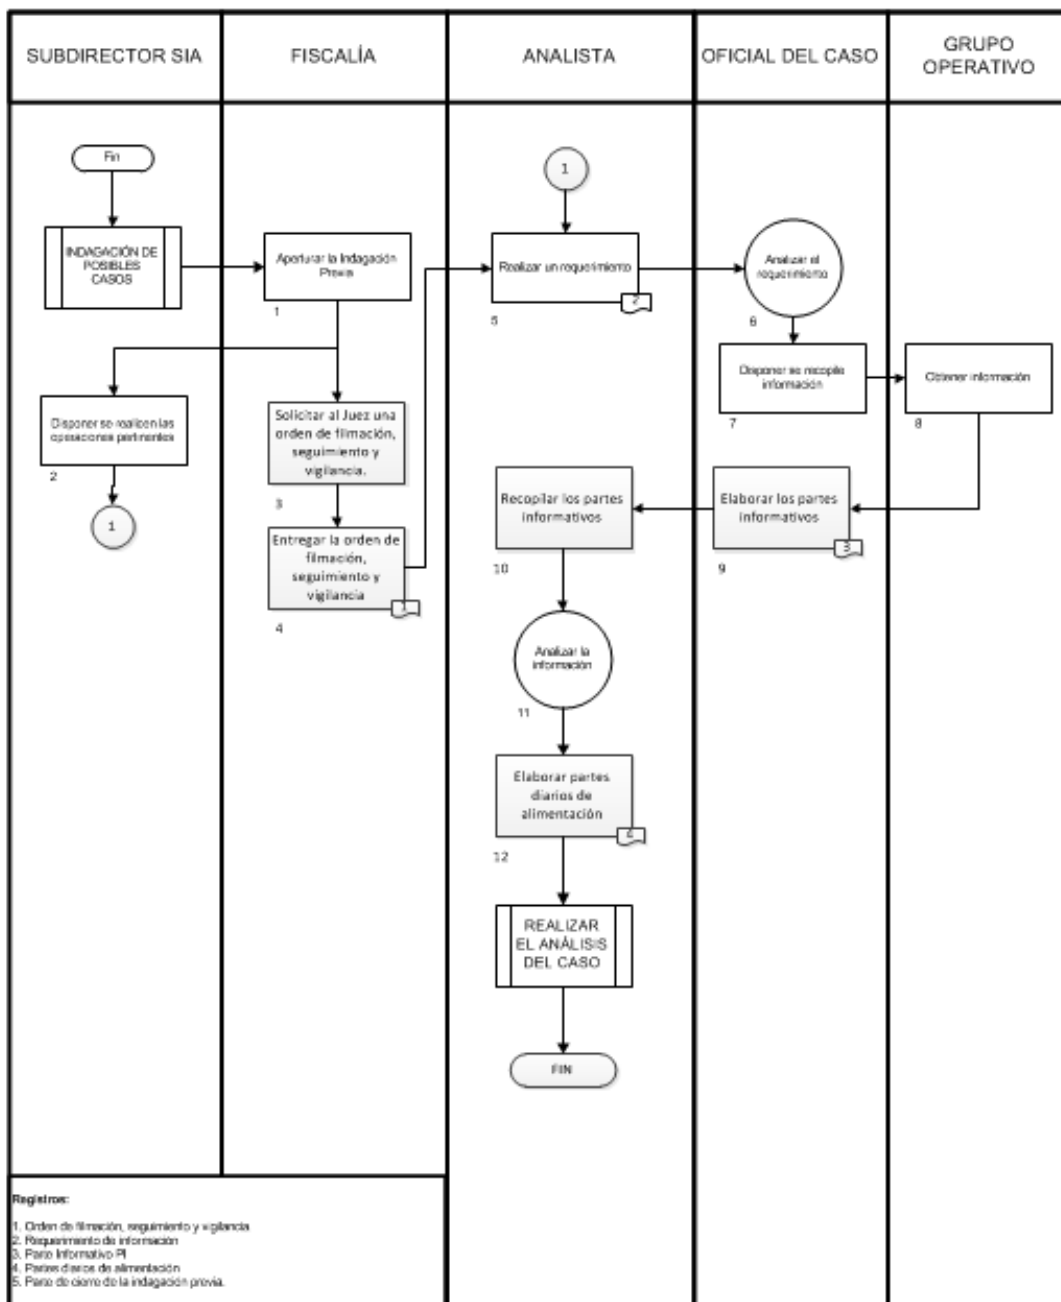 SUBDIRECTOR SIA
FISCALÍA
ANALISTA
OFICIAL DEL CASO
GRUPO
OPERATIVO
Fin
INDAGACIÓN DE
POSIBLES
CASOS
Aperturar la Indagación
Previa
1
1
Realizar un requerimiento
2
5
Analizar el
requerimiento
6
Disponer se realicen las
operaciones pertinentes
2
1
Solicitar al Juez una
orden de filmación,
seguimiento y
vigilancia.
3
Entregar la orden de
filmación,
seguimiento y
vigilancia
1
4
Disponer se recopile
información
7
Obtener información
8
Recopilar los partes
informativos
10
Elaborar los partes
informativos
3
9
Analizar la
información
11
Elaborar partes
diarios de
alimentación
4
12
REALIZAR
EL ANÁLISIS
DEL CASO
FIN
Registros:
1. Orden de filmación, seguimiento y vigilancia
2. Requerimiento de información
3. Parte Informativo PI
4. Partes diarios de alimentación
5. Parte de cierre de la indagación previa.